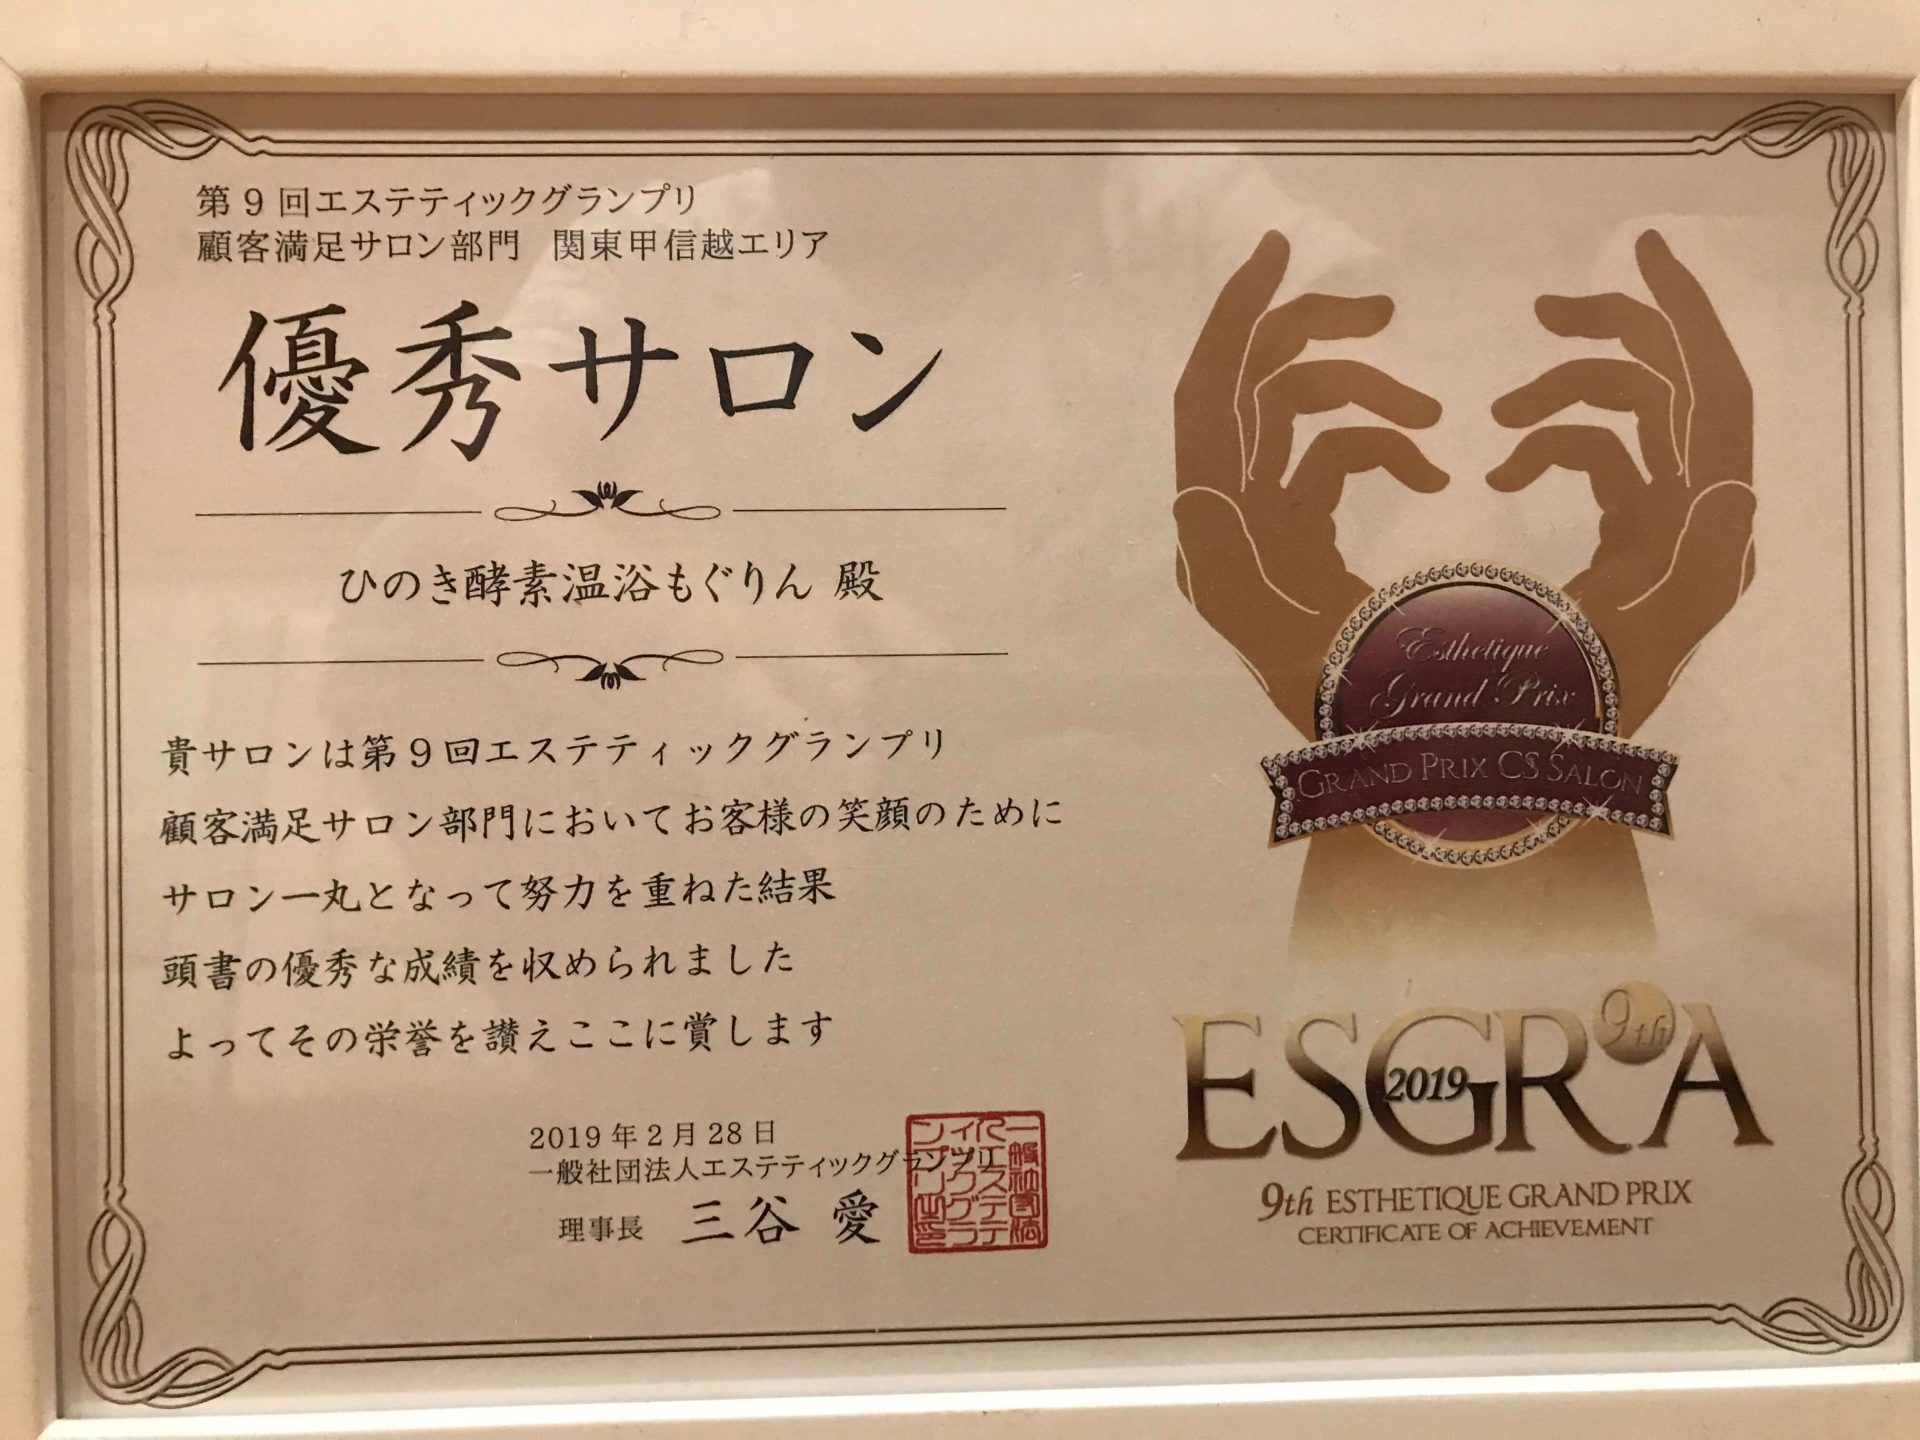 第9回エステティックグランプリ
顧客満足サロン部門 関東甲信越エリア
優秀サロン
ひのき酵素温浴もぐりん 殿
貴サロンは第9回エステティックグランプリ
顧客満足サロン部門においてお客様の笑顔のために
サロン一丸となって努力を重ねた結果
頭書の優秀な成績を収められました
よってその栄誉を讃えここに賞します
2019年2月28日
一般社団法人エステティックグランプリ
理事長 三谷 愛
Esthetique
Grand Prix
GRAND PRIX CS SALON
ESGRA
9th
2019
9th ESTHETIQUE GRAND PRIX
CERTIFICATE OF ACHIEVEMENT